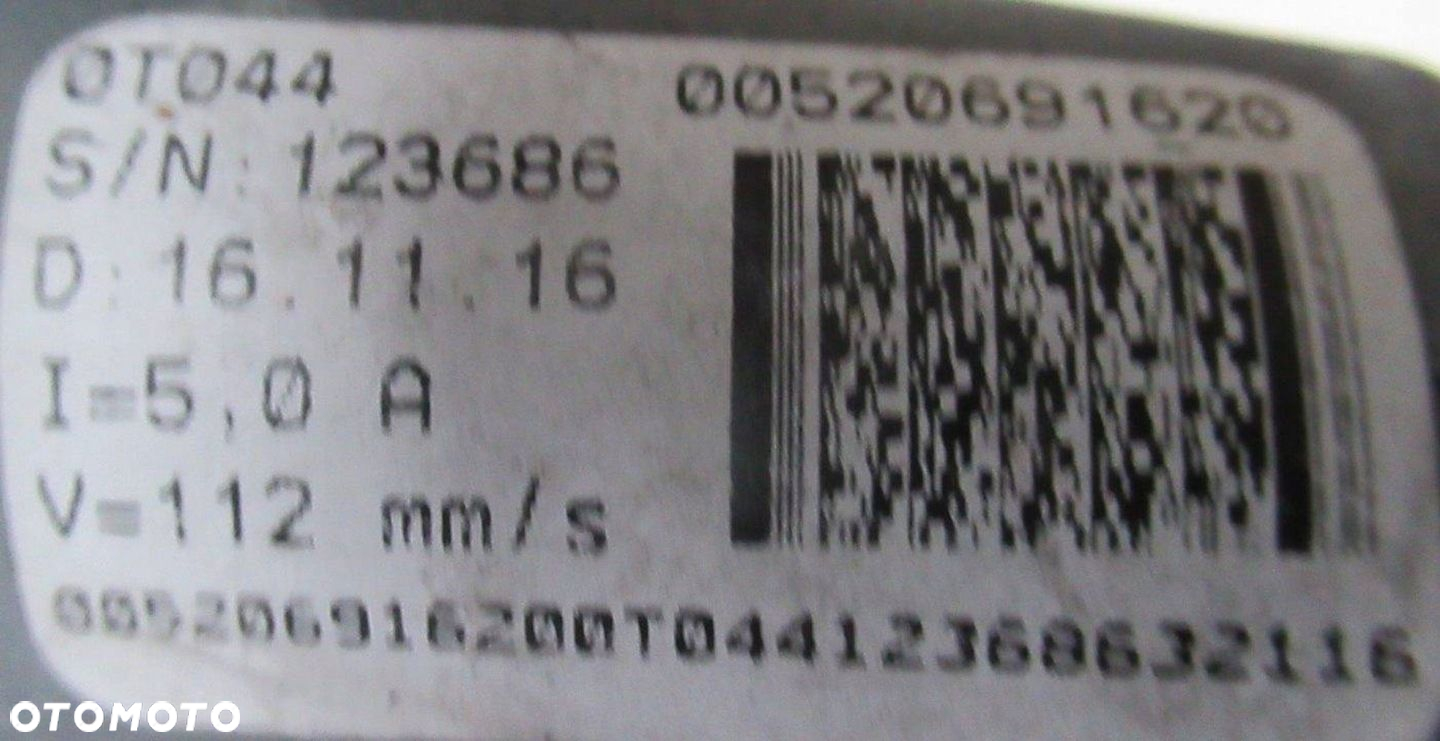 0T044
00520691620
S/N: 123686
D: 16.11.16
I=5,0 A
V=112 mm/s
005206916200T04412368632116
OTOMOTO